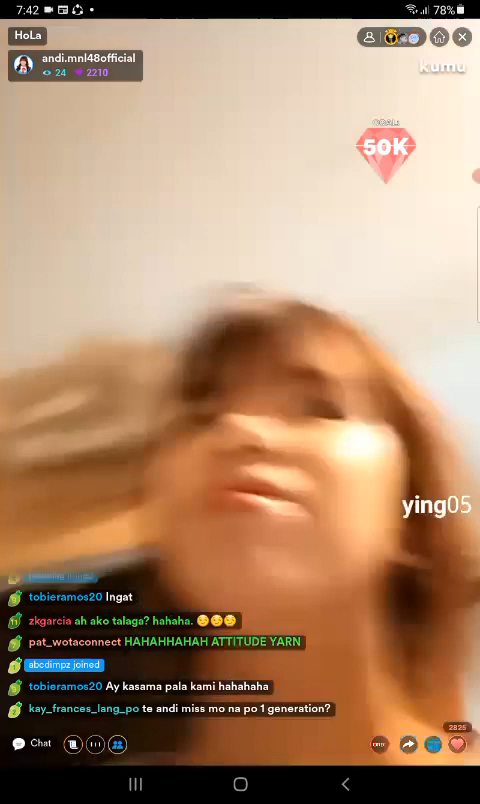 7:42
78%
HoLa
andi.mnl48official
24 2210
kumu
GOAL:
50K
ying05
tobieramos20 Ingat
zkgarcia ah ako talaga? hahaha. 😏😏😏
pat_wotaconnect HAHAHHAHAH ATTITUDE YARN
abcdimpz joined
tobieramos20 Ay kasama pala kami hahahaha
kay_frances_lang_po te andi miss mo na po 1 generation?
2825
Chat